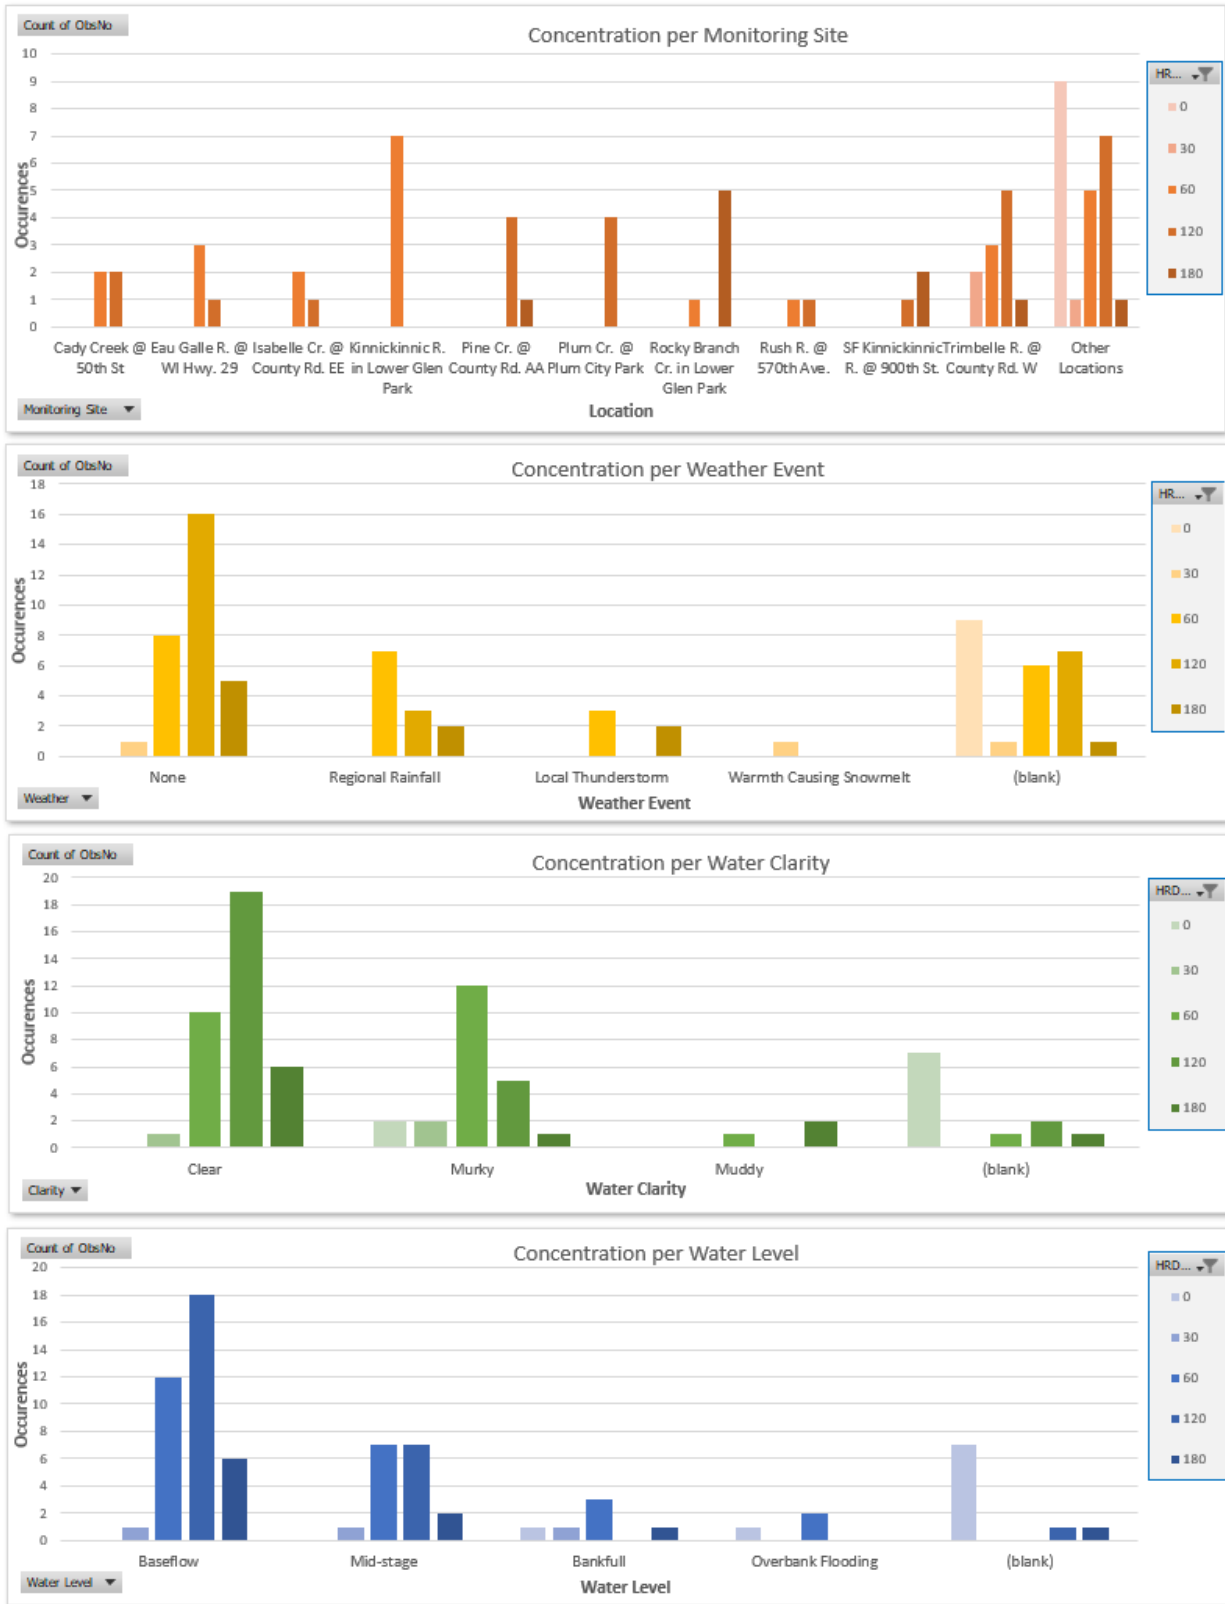 Count of ObsNo
Concentration per Monitoring Site
HR...
0
30
60
120
180
10
9
8
7
6
5
4
3
2
1
0
Occurences
Cady Creek @ 50th St
Eau Galle R. @ WI Hwy. 29
Isabelle Cr. @ County Rd. EE
Kinnickinnic R. in Lower Glen Park
Pine Cr. @ County Rd. AA
Plum Cr. @ Plum City Park
Rocky Branch Cr. in Lower Glen Park
Rush R. @ 570th Ave.
SF Kinnickinnic R. @ 900th St.
Trimbelle R. @ County Rd. W
Other Locations
Monitoring Site
Location
Count of ObsNo
Concentration per Weather Event
HR...
0
30
60
120
180
18
16
14
12
10
8
6
4
2
0
Occurences
None
Regional Rainfall
Local Thunderstorm
Warmth Causing Snowmelt
(blank)
Weather
Weather Event
Count of ObsNo
Concentration per Water Clarity
HRD...
0
30
60
120
180
20
18
16
14
12
10
8
6
4
2
0
Occurences
Clear
Murky
Muddy
(blank)
Clarity
Water Clarity
Count of ObsNo
Concentration per Water Level
HRD...
0
30
60
120
180
20
18
16
14
12
10
8
6
4
2
0
Occurences
Baseflow
Mid-stage
Bankfull
Overbank Flooding
(blank)
Water Level
Water Level